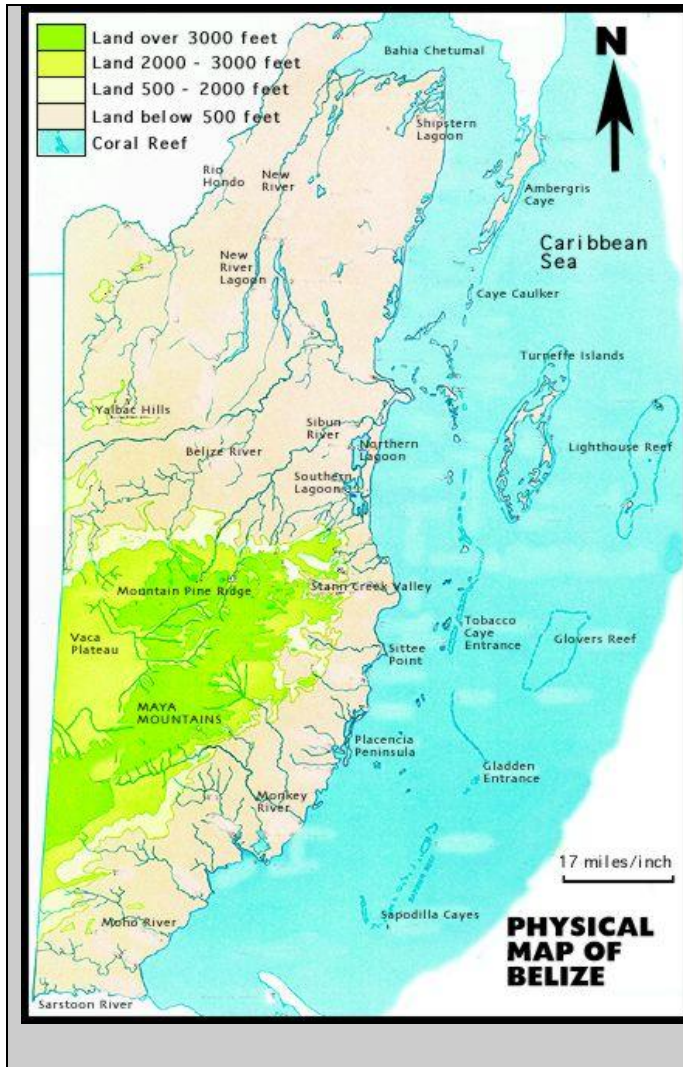 Land over 3000 feet
Land 2000 - 3000 feet
Land 500 - 2000 feet
Land below 500 feet
Coral Reef
Bahia Chetumal
N
Shipstern
Lagoon
Rio
Hondo
New
River
Ambergris
Caye
Caribbean
Sea
New
River
Lagoon
Caye Caulker
Turneffe Islands
Yalbac Hills
Sibun
River
Belize River
Northern
Lagoon
Lighthouse Reef
Southern
Lagoon
Mountain Pine Ridge
Stann Creek Valley
Vaca
Plateau
Sittee
Point
Tobacco
Caye
Entrance
Glovers Reef
MAYA
MOUNTAINS
Placencia
Peninsula
Gladden
Entrance
Monkey
River
17 miles/inch
Moho River
Sapodilla Cayes
PHYSICAL
MAP OF
BELIZE
Sarstoon River